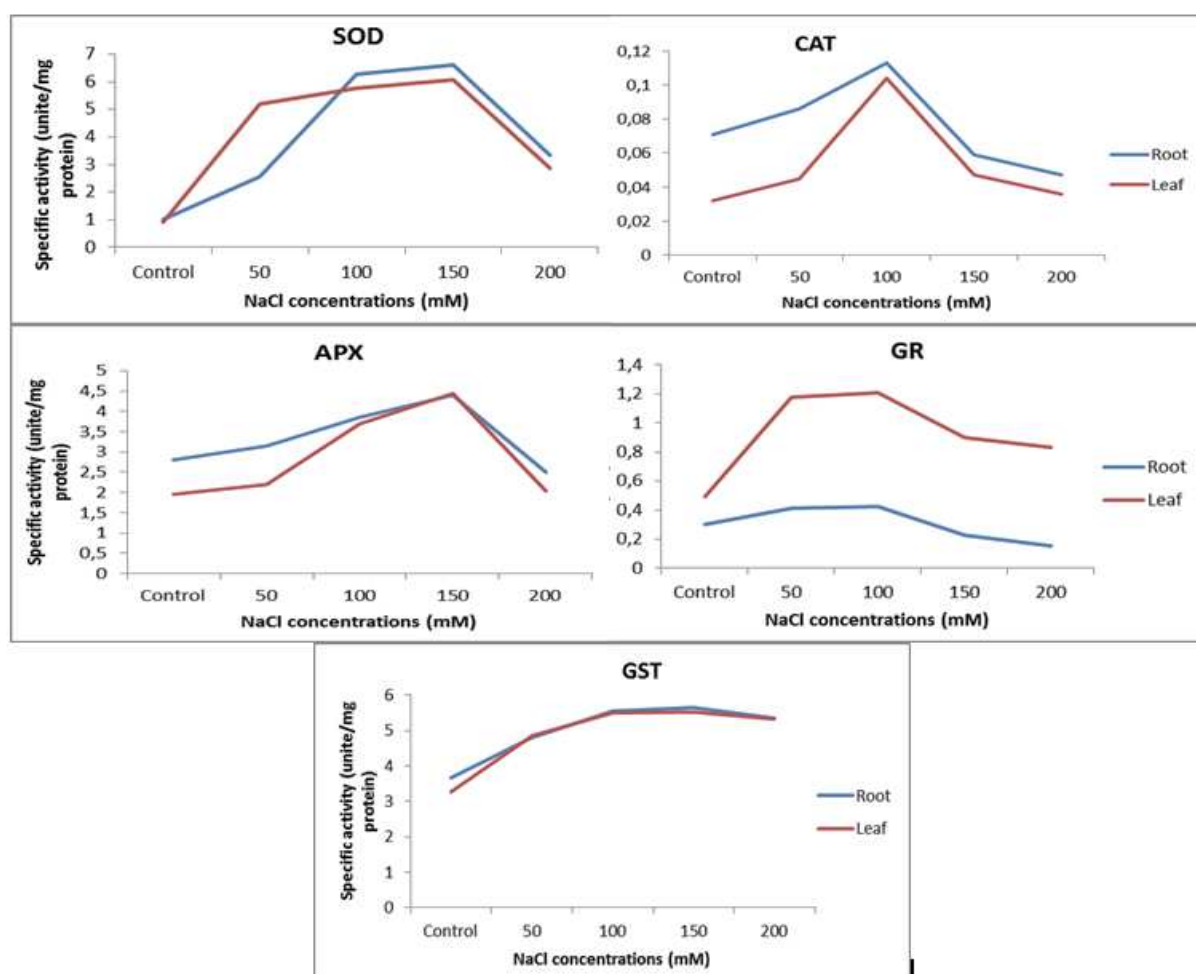 SOD
Specific activity (unite/mg
protein)
7
6
5
4
3
2
1
0
Control 50 100 150 200
NaCl concentrations (mM)
CAT
0,12
0,1
0,08
0,06
0,04
0,02
0
Control 50 100 150 200
NaCl concentrations (mM)
Root
Leaf
APX
Specific activity (unite/mg
protein)
5
4,5
4
3,5
3
2,5
2
1,5
1
0,5
0
Control 50 100 150 200
NaCl concentrations (mM)
GR
1,4
1,2
1
0,8
0,6
0,4
0,2
0
Control 50 100 150 200
NaCl concentrations (mM)
Root
Leaf
GST
Specific activity (unite/mg
protein)
6
5
4
3
2
1
0
Control 50 100 150 200
NaCl concentrations (mM)
Root
Leaf